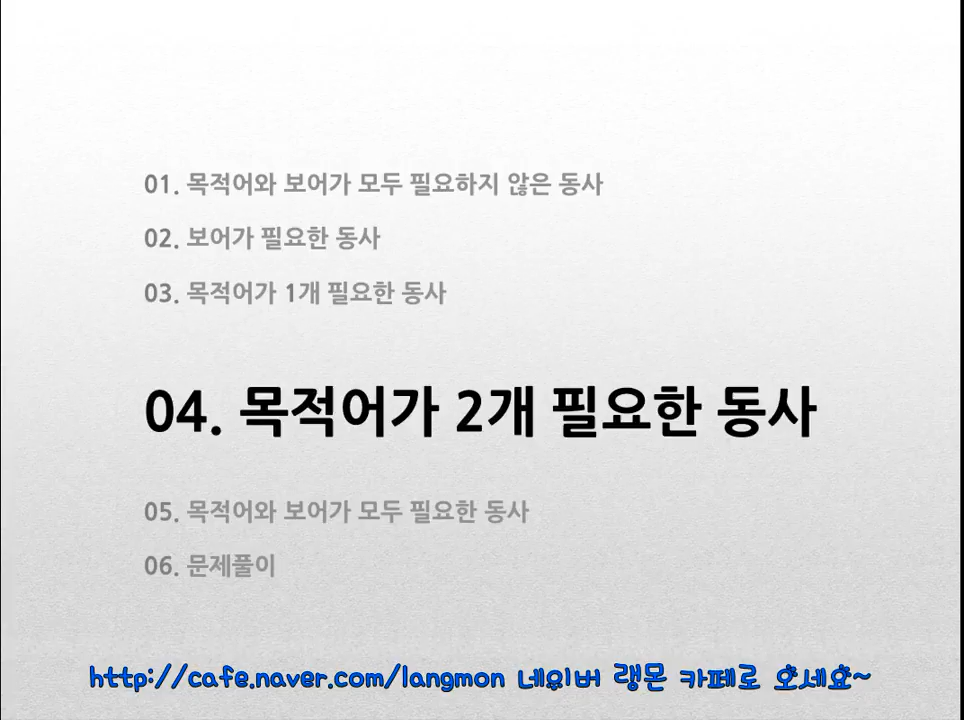 01. 목적어와 보어가 모두 필요하지 않은 동사
02. 보어가 필요한 동사
03. 목적어가 1개 필요한 동사
04. 목적어가 2개 필요한 동사
05. 목적어와 보어가 모두 필요한 동사
06. 문제풀이
http://cafe.naver.com/langmon 네이버 랭몬 카페로 오세요~